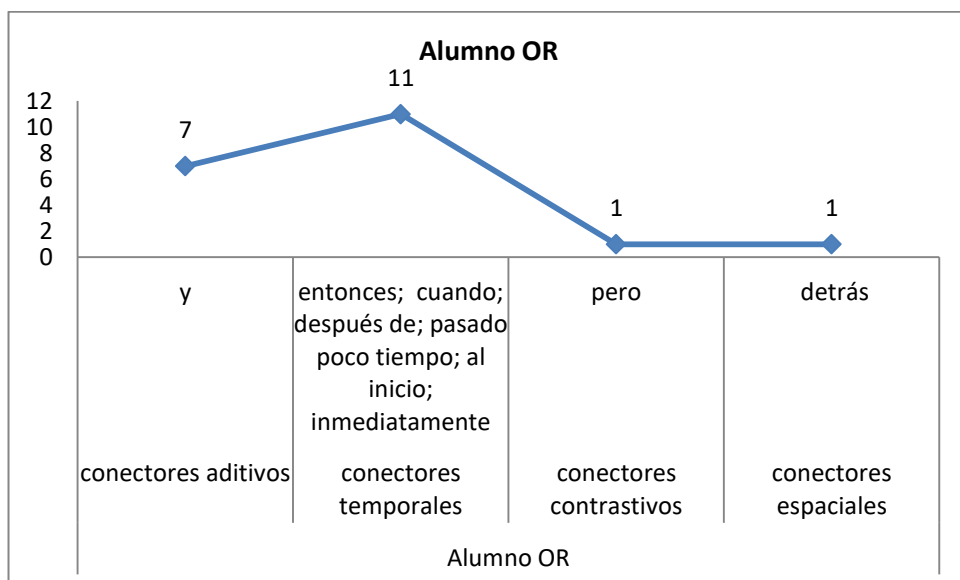 Alumno OR
11
12
10
8
6
4
2
0
7
1
1
y
entonces; cuando;
después de; pasado
poco tiempo; al
inicio;
inmediatamente
pero
detrás
conectores aditivos
conectores
temporales
conectores
contrastivos
conectores
espaciales
Alumno OR